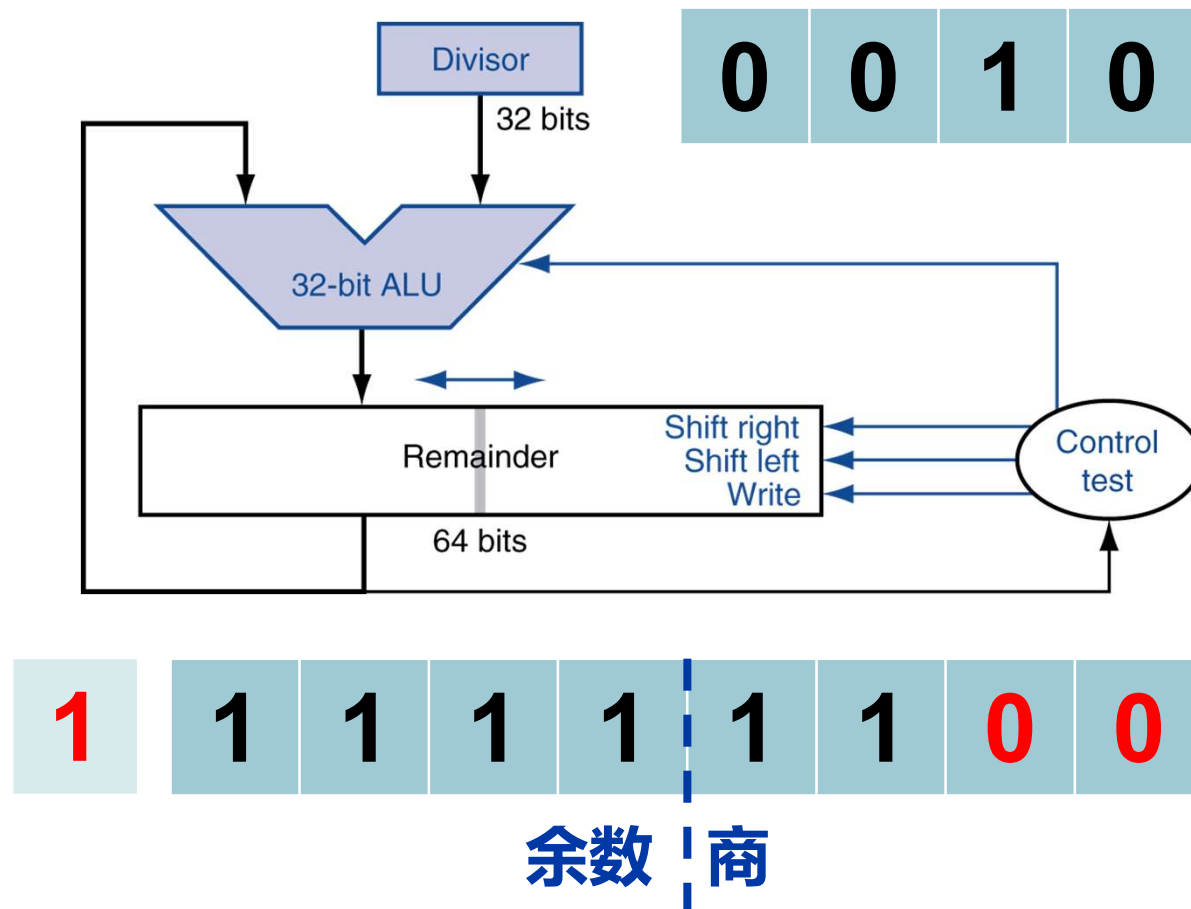 Divisor
0 0 1 0
32 bits
32-bit ALU
Remainder
Shift right
Shift left
Write
Control
test
64 bits
1 1 1 1 1 1 1 0 0
余数 商